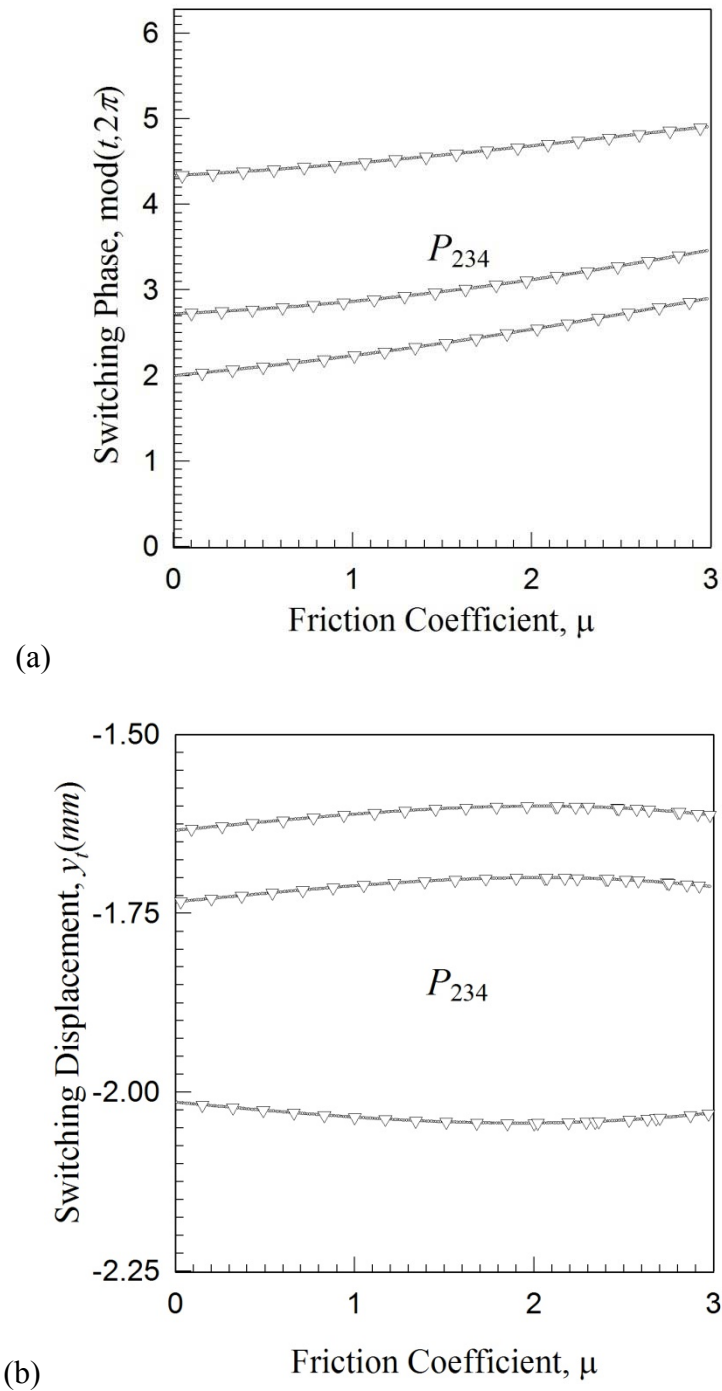 6
5
4
3
2
1
0
Switching Phase, mod(t,2π)
P234
0 1 2 3
Friction Coefficient, μ
(a)
-1.50
-1.75
-2.00
-2.25
Switching Displacement, yt(mm)
P234
0 1 2 3
Friction Coefficient, μ
(b)